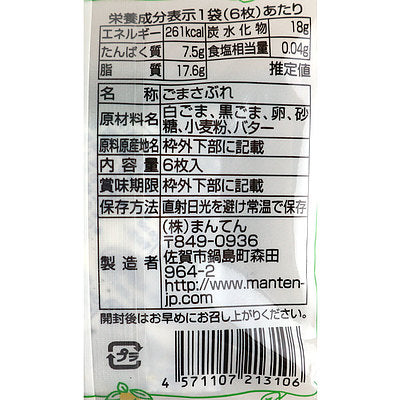 栄養成分表示1袋(6枚)あたり
エネルギー 261kcal 炭水化物 18g
たんぱく質 7.5g 食塩相当量 0.04g
脂質 17.6g 推定値
名称 ごまさぶれ
原材料名 白ごま、黒ごま、卵、砂
糖、小麦粉、バター
原料原産地名 枠外下部に記載
内容量 6枚入
賞味期限 枠外下部に記載
保存方法 直射日光を避け常温で保存
製造者 (株)まんてん
〒849-0936
佐賀市鍋島町森田
964-2
http://www.manten-
jp.com
開封後はお早めにお召し上がりください。
プラ
4 571107 213106